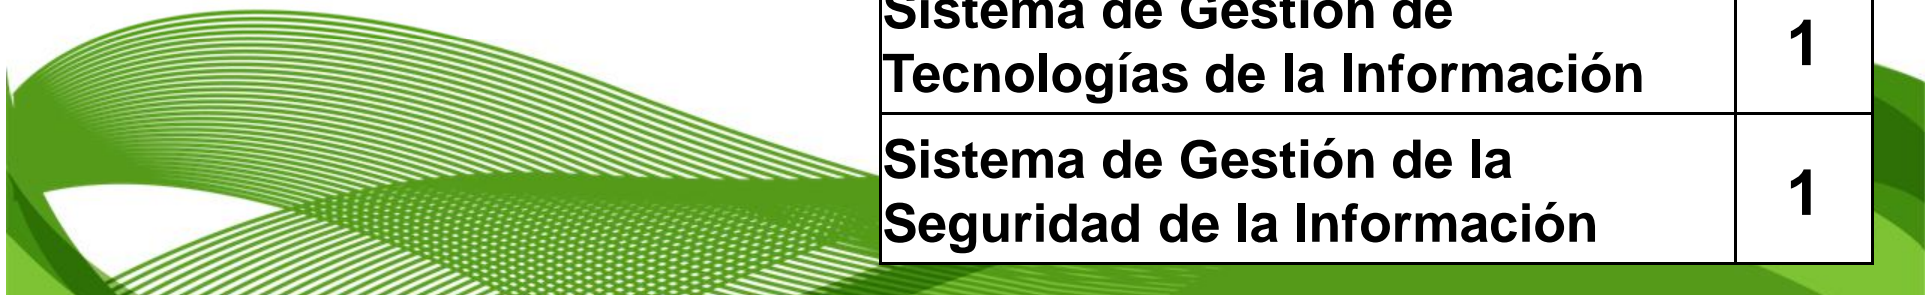 Sistema de Gestión de
Tecnologías de la Información
1
Sistema de Gestión de la
Seguridad de la Información
1